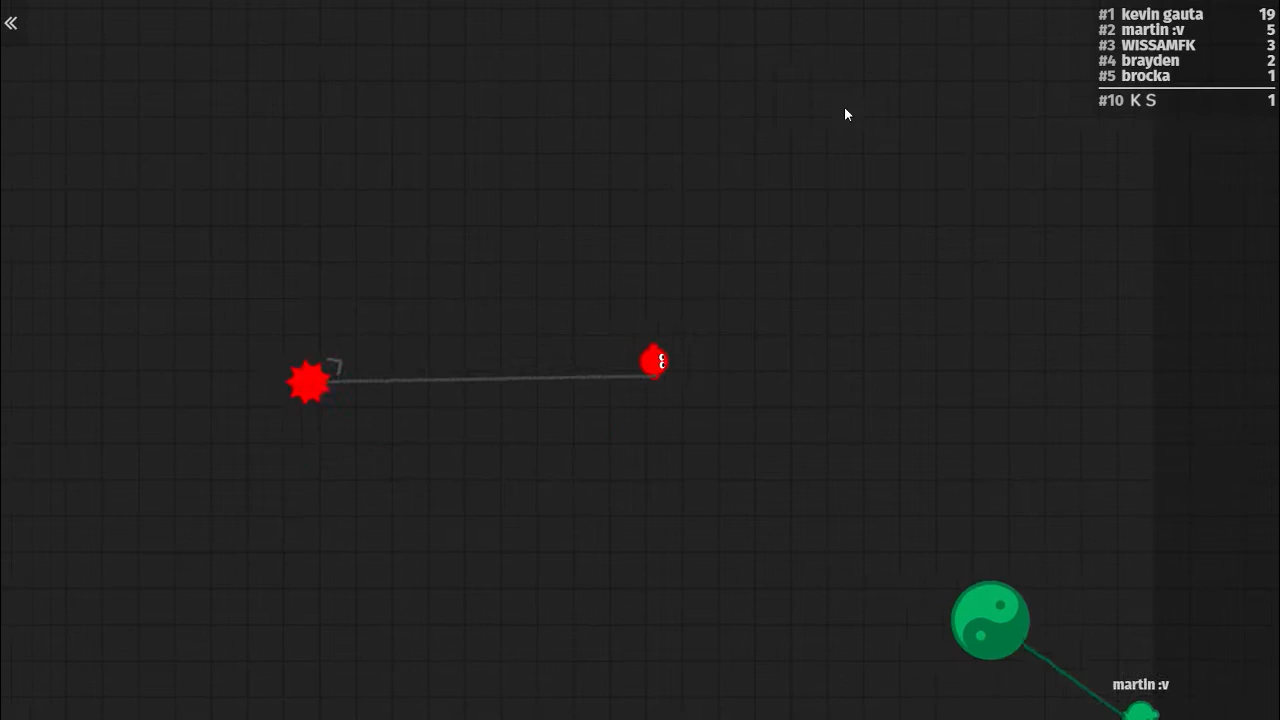 #1 kevin gauta 19
#2 martin :v 5
#3 WISSAMFK 3
#4 brayden 2
#5 brocka 1
#10 K S 1
martin :v